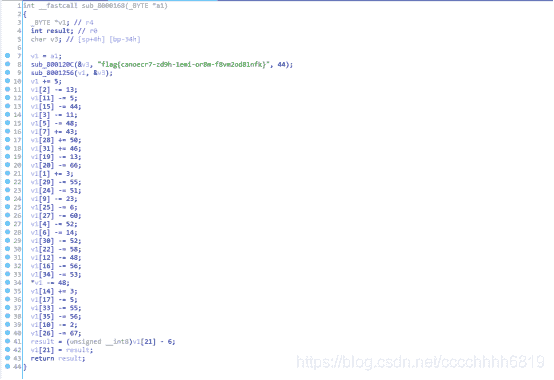 1 int __fastcall sub_8000168(_BYTE *a1)
2 {
3 _BYTE *v1; // r4
4 int result; // r0
5 char v3; // [sp+4h] [bp-34h]
6
7 v1 = a1;
8 sub_800120C(&v3, "flag{canoecr7-zd9h-1emi-or8m-f8vm2od81nfk}", 44);
9 sub_8001256(v1, &v3);
10 v1 += 5;
11 v1[2] -= 13;
12 v1[11] -= 5;
13 v1[15] -= 44;
14 v1[3] -= 11;
15 v1[5] -= 48;
16 v1[7] += 43;
17 v1[28] += 50;
18 v1[31] += 46;
19 v1[19] -= 13;
20 v1[20] -= 66;
21 v1[1] += 3;
22 v1[29] -= 55;
23 v1[24] -= 51;
24 v1[9] -= 23;
25 v1[25] -= 6;
26 v1[27] -= 60;
27 v1[4] -= 52;
28 v1[6] -= 14;
29 v1[30] -= 52;
30 v1[22] -= 58;
31 v1[12] -= 48;
32 v1[16] -= 56;
33 v1[34] -= 53;
34 *v1 -= 48;
35 v1[14] += 3;
36 v1[17] -= 5;
37 v1[33] -= 55;
38 v1[35] -= 56;
39 v1[10] -= 2;
40 v1[26] -= 67;
41 result = (unsigned __int8)v1[21] - 6;
42 v1[21] = result;
43 return result;
44 }
https://blog.csdn.net/cccchhhh6819